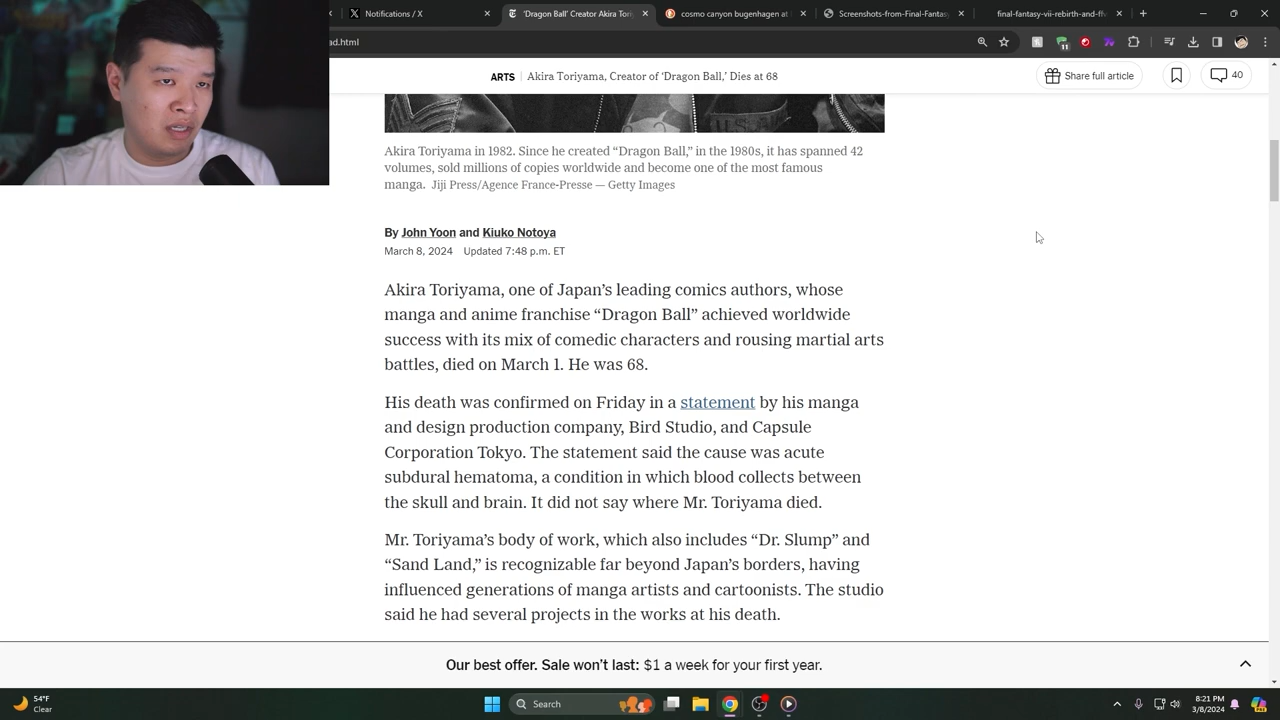 Notifications / X
'Dragon Ball' Creator Akira Tori
cosmo canyon bugenhagen at
Screenshots-from-Final-Fantasy
final-fantasy-vii-rebirth-and-ffv
ad.html
11
ARTS | Akira Toriyama, Creator of ‘Dragon Ball,’ Dies at 68
Share full article
40
Akira Toriyama in 1982. Since he created “Dragon Ball,” in the 1980s, it has spanned 42
volumes, sold millions of copies worldwide and become one of the most famous
manga. Jiji Press/Agence France-Presse — Getty Images
By John Yoon and Kiuko Notoya
March 8, 2024 Updated 7:48 p.m. ET
Akira Toriyama, one of Japan’s leading comics authors, whose
manga and anime franchise “Dragon Ball” achieved worldwide
success with its mix of comedic characters and rousing martial arts
battles, died on March 1. He was 68.
His death was confirmed on Friday in a statement by his manga
and design production company, Bird Studio, and Capsule
Corporation Tokyo. The statement said the cause was acute
subdural hematoma, a condition in which blood collects between
the skull and brain. It did not say where Mr. Toriyama died.
Mr. Toriyama’s body of work, which also includes “Dr. Slump” and
“Sand Land,” is recognizable far beyond Japan’s borders, having
influenced generations of manga artists and cartoonists. The studio
said he had several projects in the works at his death.
Our best offer. Sale won’t last: $1 a week for your first year.
54°F
Clear
Search
8:21 PM
3/8/2024